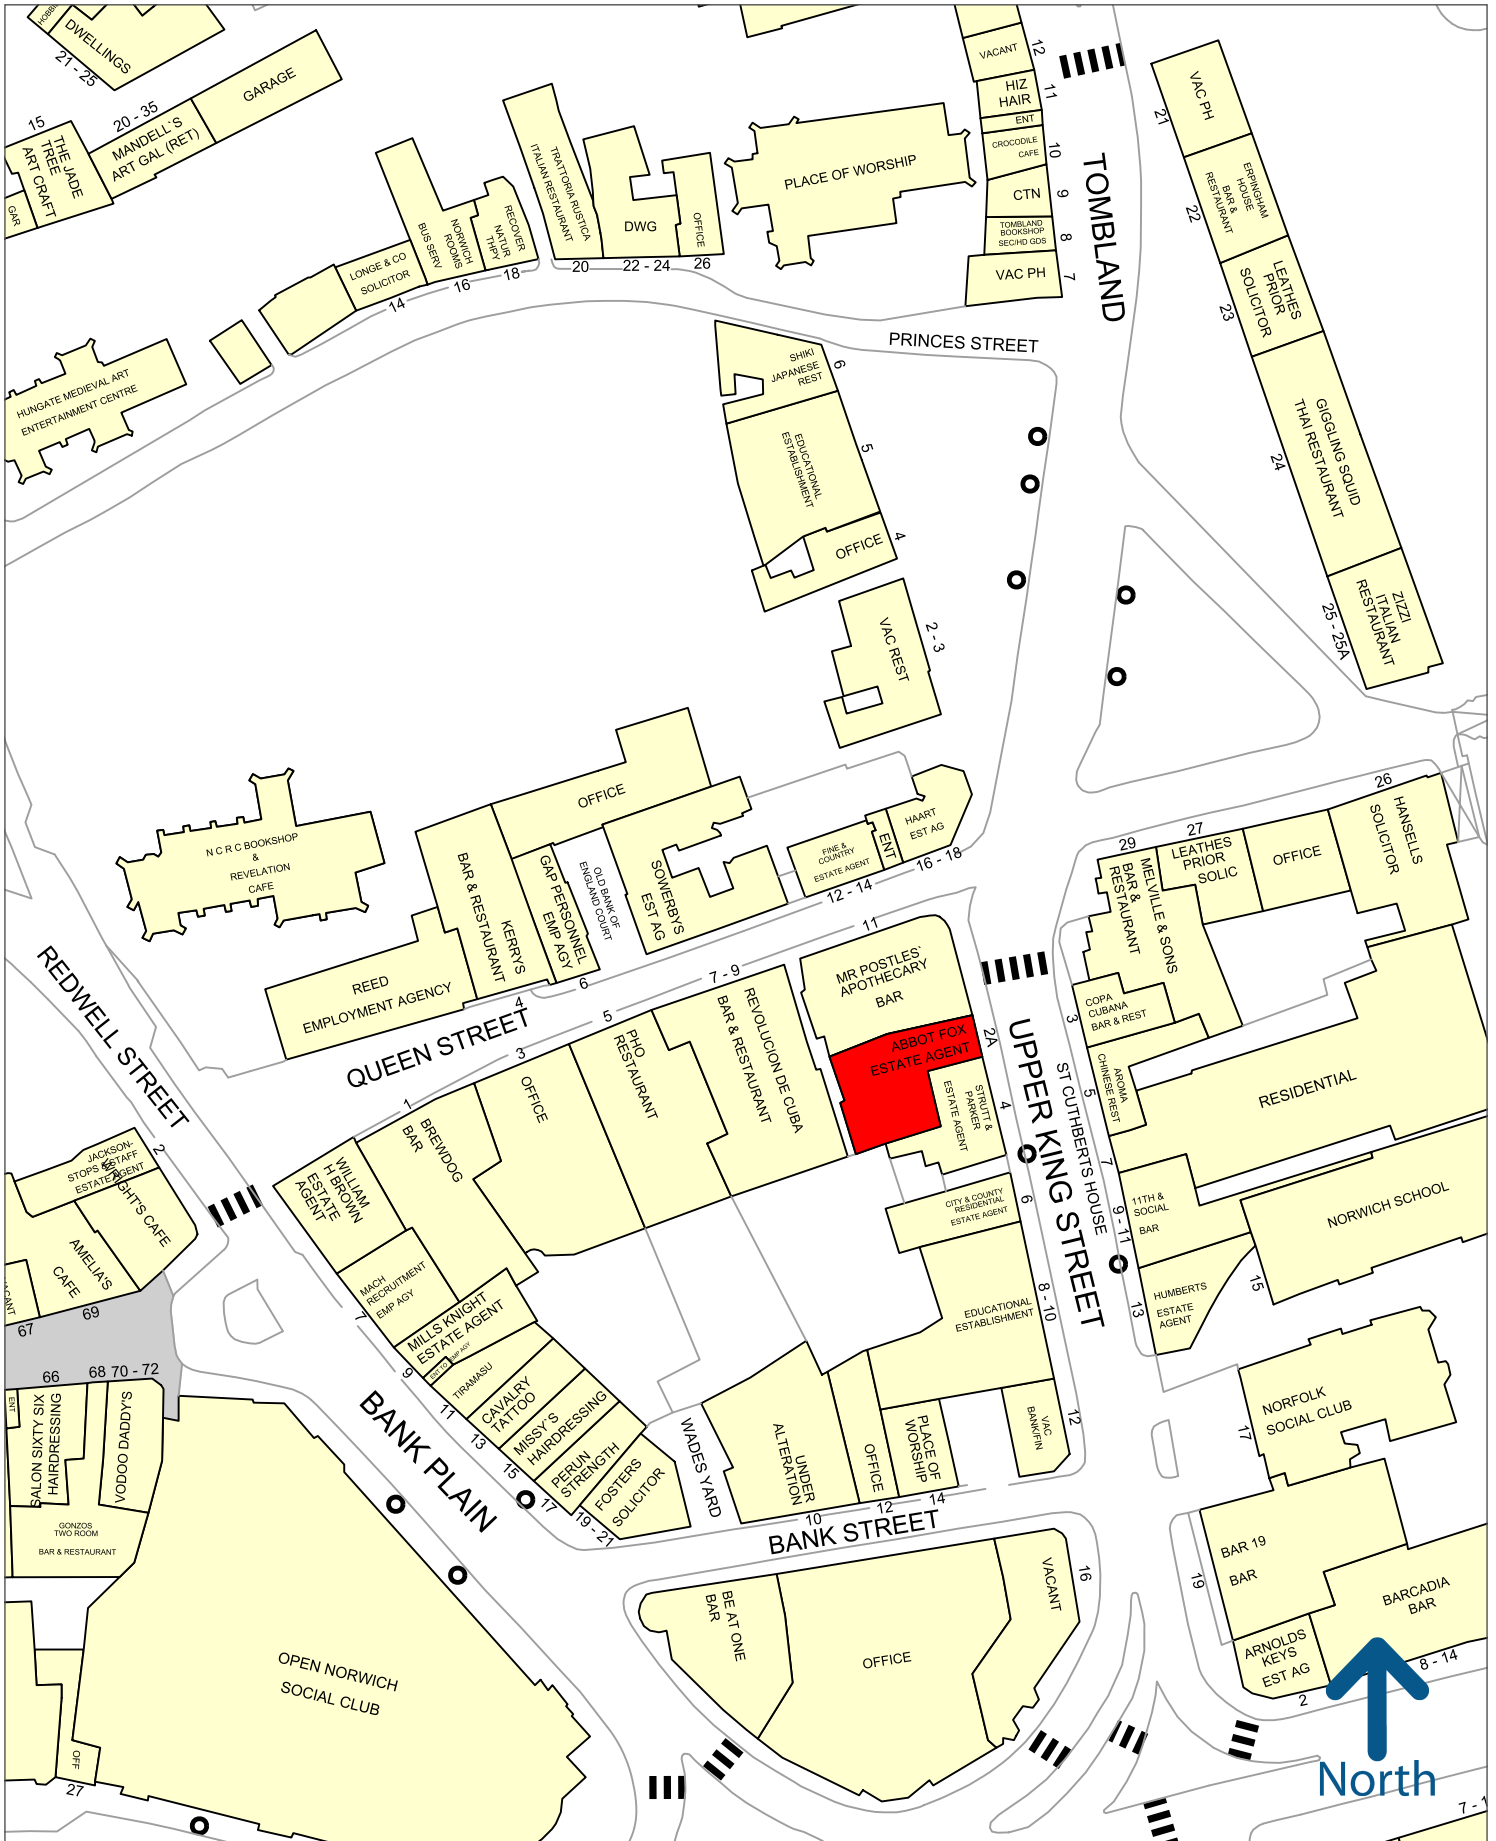 DWELLINGS
21 - 25
15
THE JADE
TREE
ART CRAFT
GAR
20 - 35
MANDELL`S
ART GAL (RET)
GARAGE
HUNGATE MEDIEVAL ART
ENTERTAINMENT CENTRE
LONGE & CO
SOLICITOR
14
NORWICH
ROOMS
BUS SERV
16
RECOVER
NATUR
THPY
18
TRATTORIA RUSTICA
ITALIAN RESTAURANT
20
DWG
22 - 24
OFFICE
26
PLACE OF WORSHIP
VACANT
12
HIZ
HAIR
11
ENT
CROCODILE
CAFE
10
CTN
9
TOMBLAND
BOOKSHOP
SEC/HD GDS
8
VAC PH
7
TOMBLAND
PRINCES STREET
VAC PH
21
ERPINGHAM
HOUSE
BAR &
RESTAURANT
22
LEATHES
PRIOR
SOLICITOR
23
GIGGLING SQUID
THAI RESTAURANT
24
ZIZZI
ITALIAN
RESTAURANT
25 - 25A
SHIKI
JAPANESE
REST
6
EDUCATIONAL
ESTABLISHMENT
5
OFFICE
4
VAC REST
2 - 3
N C R C BOOKSHOP
&
REVELATION
CAFE
OFFICE
BAR & RESTAURANT
KERRYS
4
GAP PERSONNEL
EMP AGY
6
OLD BANK OF
ENGLAND COURT
SOWERBYS
EST AG
FINE &
COUNTRY
ESTATE AGENT
12 - 14
ENT
HAART
EST AG
16 - 18
REED
EMPLOYMENT AGENCY
QUEEN STREET
REDWELL STREET
26
HANSELLS
SOLICITOR
OFFICE
27
LEATHES
PRIOR
SOLIC
29
MELVILLE & SONS
BAR &
RESTAURANT
COPA
CUBANA
BAR & REST
3
AROMA
CHINESE REST
5
RESIDENTIAL
11
MR POSTLES`
APOTHECARY
BAR
ABBOT FOX
ESTATE AGENT
2A
STRUTT &
PARKER
ESTATE AGENT
4
7 - 9
REVOLUCION DE CUBA
BAR & RESTAURANT
5
PHO
RESTAURANT
3
OFFICE
1
BREWDOG
BAR
WILLIAM
H BROWN
ESTATE
AGENT
UPPER KING STREET
ST CUTHBERTS HOUSE
CITY & COUNTY
RESIDENTIAL
ESTATE AGENT
6
EDUCATIONAL
ESTABLISHMENT
8 - 10
VAC
BANK/FIN
12
7
11TH &
SOCIAL
BAR
9 - 11
HUMBERTS
ESTATE
AGENT
13
NORWICH SCHOOL
15
NORFOLK
SOCIAL CLUB
17
JACKSON-
STOPS & STAFF
ESTATE AGENT
2
WRIGHT'S CAFE
AMELIA'S
CAFE
69
67
66
68
70 - 72
ENT
SALON SIXTY SIX
HAIRDRESSING
VODOO DADDY'S
GONZOS
TWO ROOM
BAR & RESTAURANT
MACH
RECRUITMENT
EMP AGY
7
MILLS KNIGHT
ESTATE AGENT
ENT TO EMP AGY
9
TIRAMASU
11
CAVALRY
TATTOO
13
MISSY`S
HAIRDRESSING
15
PERUN
STRENGTH
17
FOSTERS
SOLICITOR
19 - 21
BANK PLAIN
WADES YARD
UNDER
ALTERATION
10
OFFICE
12
PLACE OF
WORSHIP
14
BANK STREET
BE AT ONE
BAR
OFFICE
VACANT
16
OPEN NORWICH
SOCIAL CLUB
OFF
27
BAR 19
BAR
19
BARCADIA
BAR
8 - 14
ARNOLDS
KEYS
EST AG
2
North